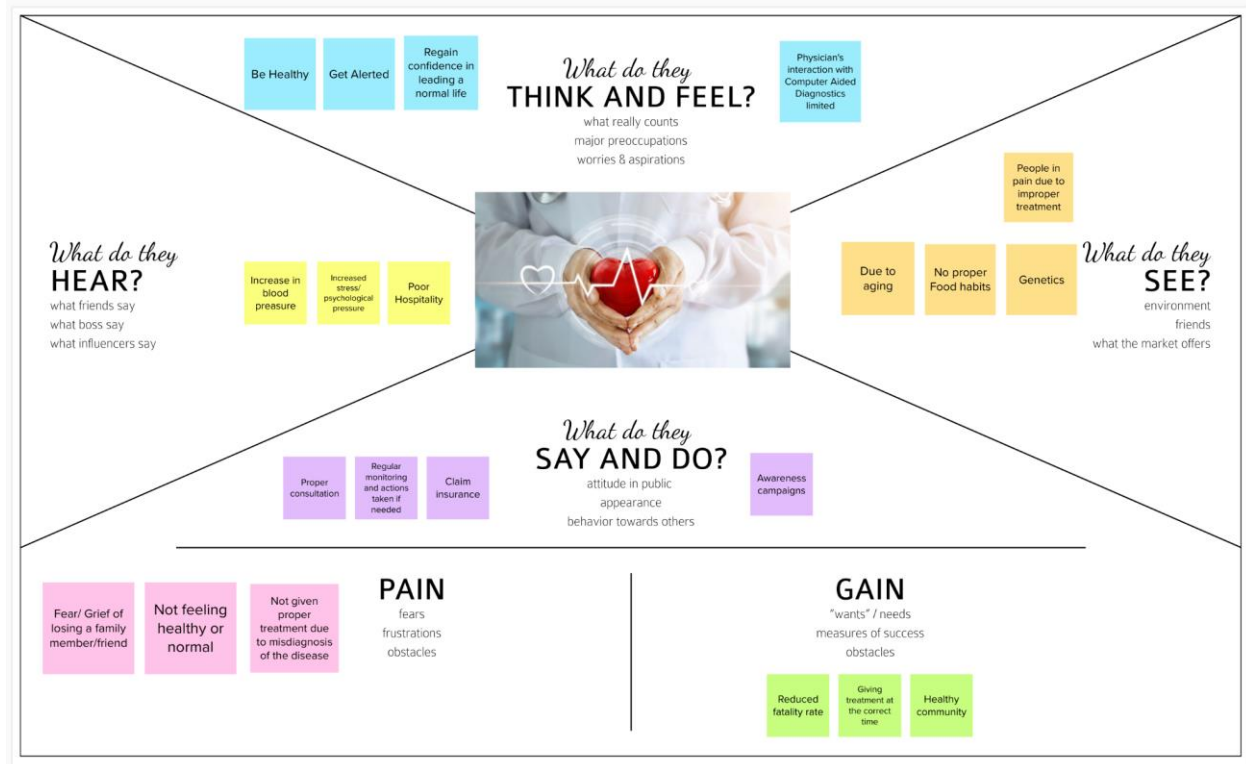 Be Healthy
Get Alerted
Regain
confidence in
leading a
normal life
What do they
THINK AND FEEL?
what really counts
major preoccupations
worries & aspirations
Physician's
interaction with
Computer Aided
Diagnostics
limited
What do they
HEAR?
what friends say
what boss say
what influencers say
Increase in
blood
preasure
Increased
stress/
psychological
pressure
Poor
Hospitality
People in
pain due to
improper
treatment
Due to
aging
No proper
Food habits
Genetics
What do they
SEE?
environment
friends
what the market offers
What do they
SAY AND DO?
attitude in public
appearance
behavior towards others
Proper
consultation
Regular
monitoring
and actions
taken if
needed
Claim
insurance
Awareness
campaigns
Fear/ Grief of
losing a family
member/friend
Not feeling
healthy or
normal
Not given
proper
treatment due
to misdiagnosis
of the disease
PAIN
fears
frustrations
obstacles
GAIN
"wants" / needs
measures of success
obstacles
Reduced
fatality rate
Giving
treatment at
the correct
time
Healthy
community